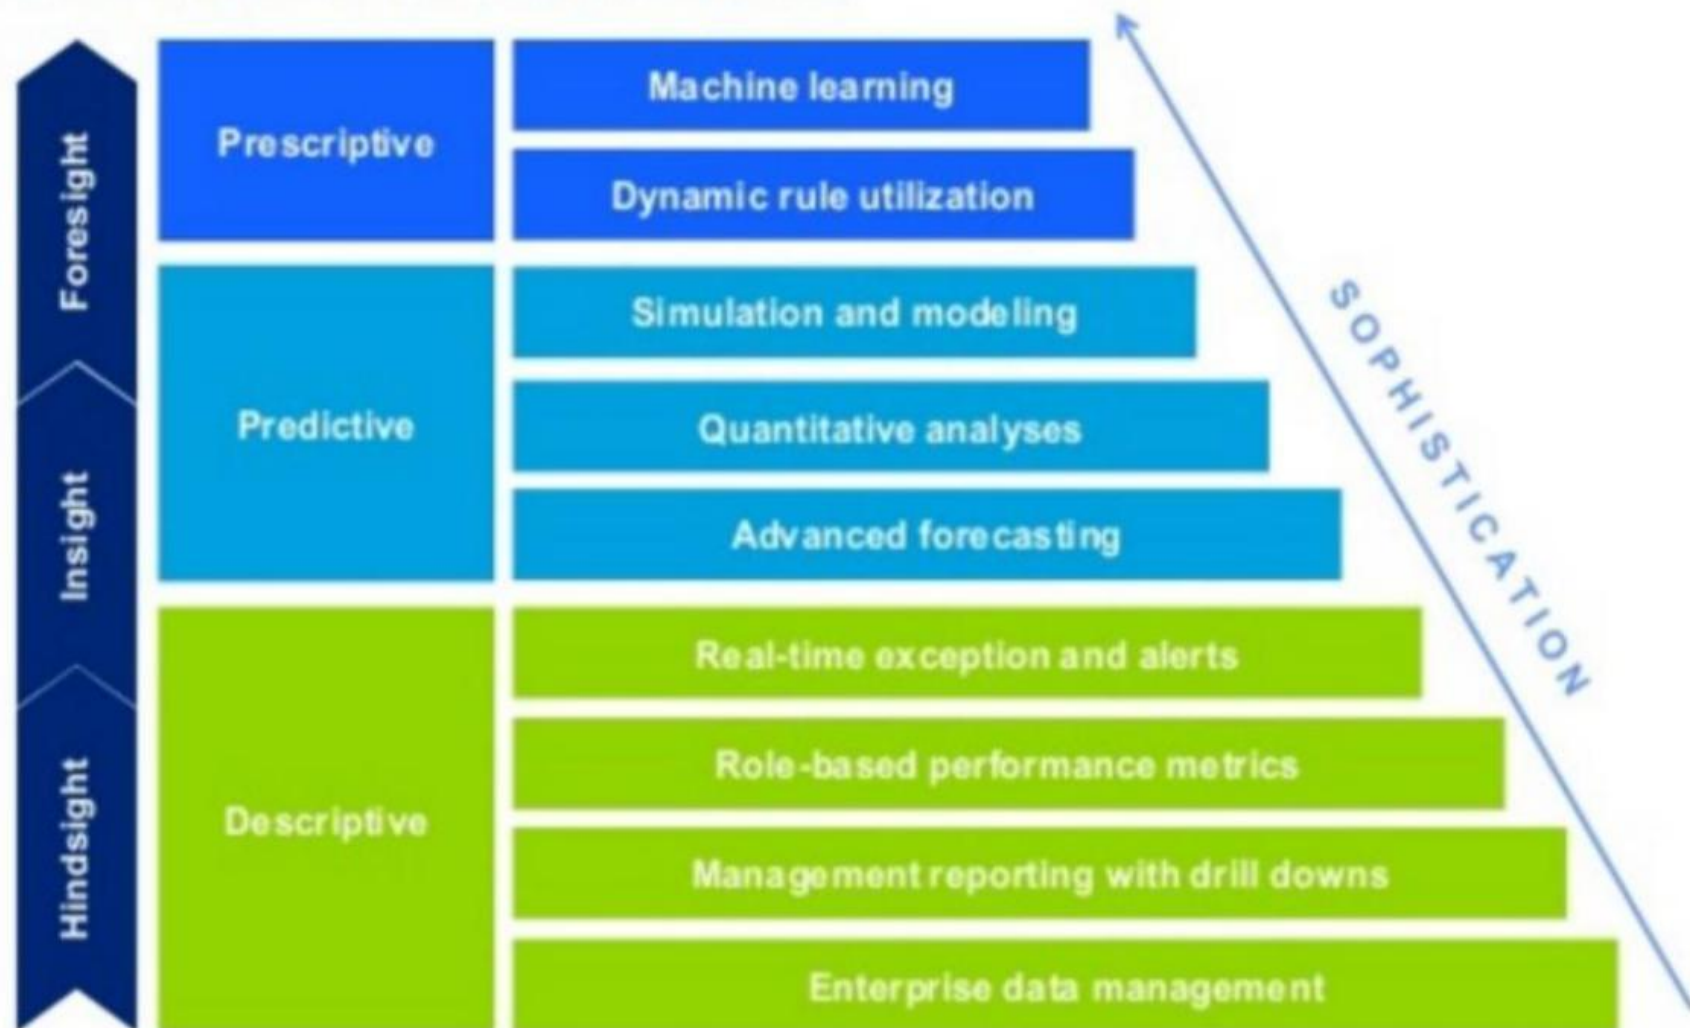 Foresight
Insight
Hindsight
Prescriptive
Machine learning
Dynamic rule utilization
Predictive
Simulation and modeling
Quantitative analyses
Advanced forecasting
Descriptive
Real-time exception and alerts
Role-based performance metrics
Management reporting with drill downs
Enterprise data management
SOPHISTICATION